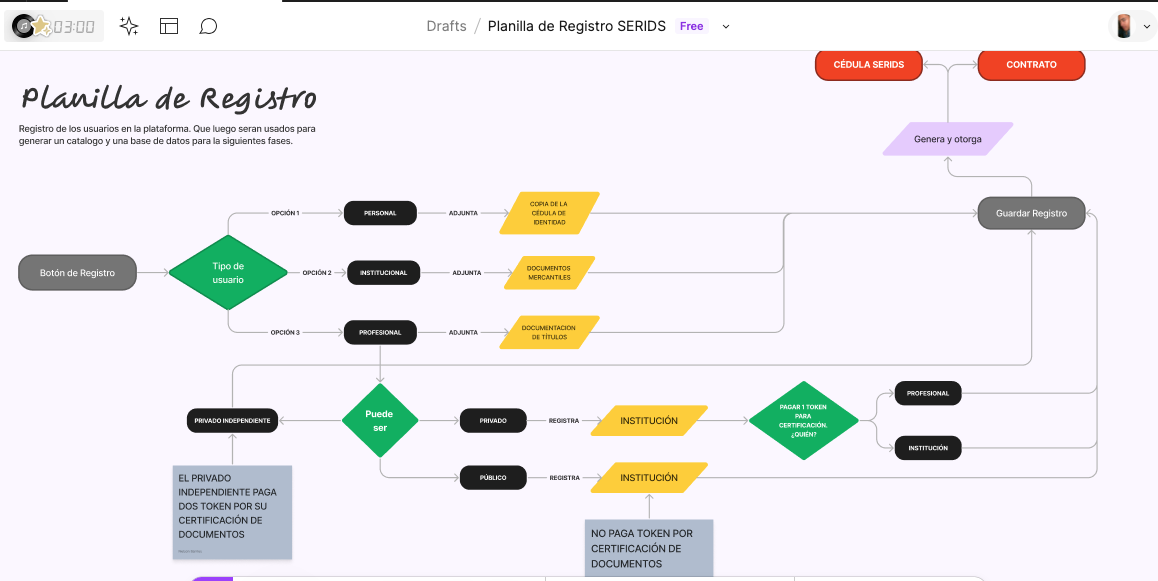 03:00
Drafts / Planilla de Registro SERIDS Free
CÉDULA SERIDS
CONTRATO
Planilla de Registro
Registro de los usuarios en la plataforma. Que luego seran usados para
generar un catalogo y una base de datos para la siguientes fases.
Genera y otorga
Guardar Registro
OPCIÓN 1
PERSONAL
ADJUNTA
COPIA DE LA
CÉDULA DE
IDENTIDAD
Botón de Registro
Tipo de
usuario
OPCIÓN 2
INSTITUCIONAL
ADJUNTA
DOCUMENTOS
MERCANTILES
OPCIÓN 3
PROFESIONAL
ADJUNTA
DOCUMENTACION
DE TÍTULOS
PRIVADO INDEPENDIENTE
Puede
ser
PRIVADO
REGISTRA
INSTITUCIÓN
PAGAR 1 TOKEN
PARA
CERTIFICACIÓN.
¿QUIÉN?
PROFESIONAL
INSTITUCIÓN
PÚBLICO
REGISTRA
INSTITUCIÓN
EL PRIVADO
INDEPENDIENTE PAGA
DOS TOKEN POR SU
CERTIFICACIÓN DE
DOCUMENTOS
NO PAGA TOKEN POR
CERTIFICACIÓN DE
DOCUMENTOS